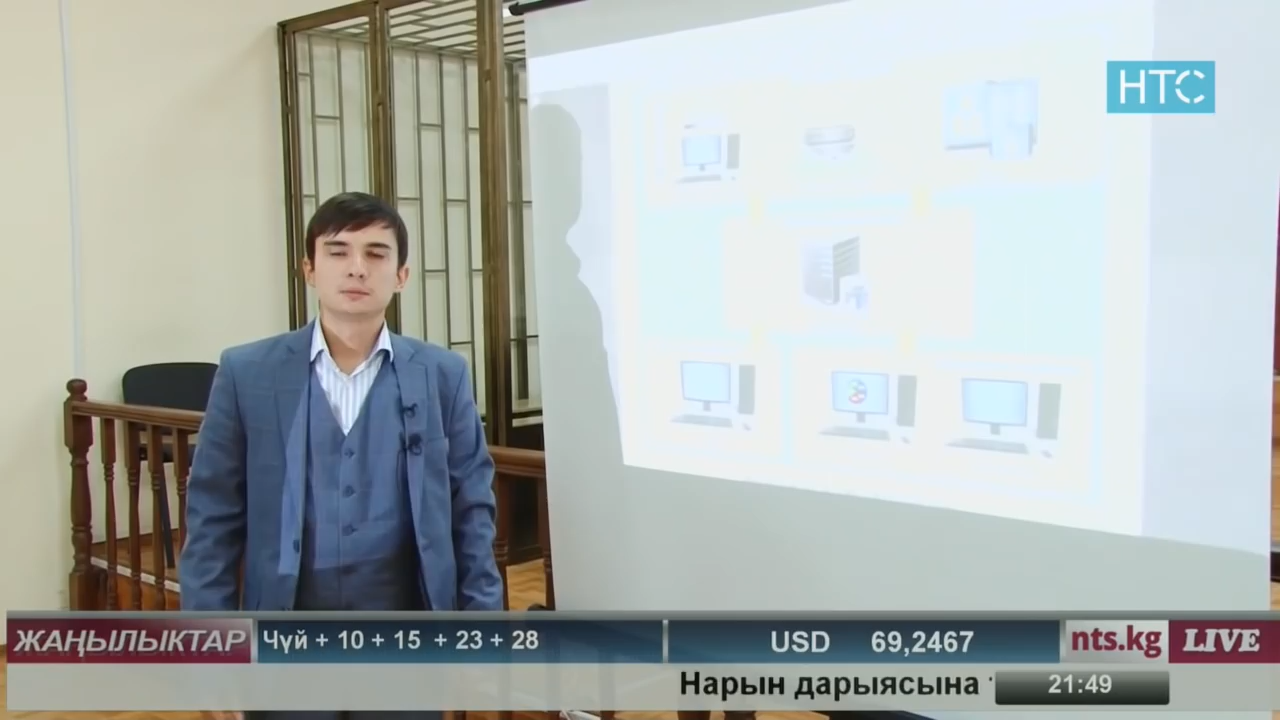 НТС
ЖАҢЫЛЫКТАР
Чүй + 10 + 15 + 23 + 28
USD 69,2467
nts.kg
LIVE
Нарын дарыясына
21:49